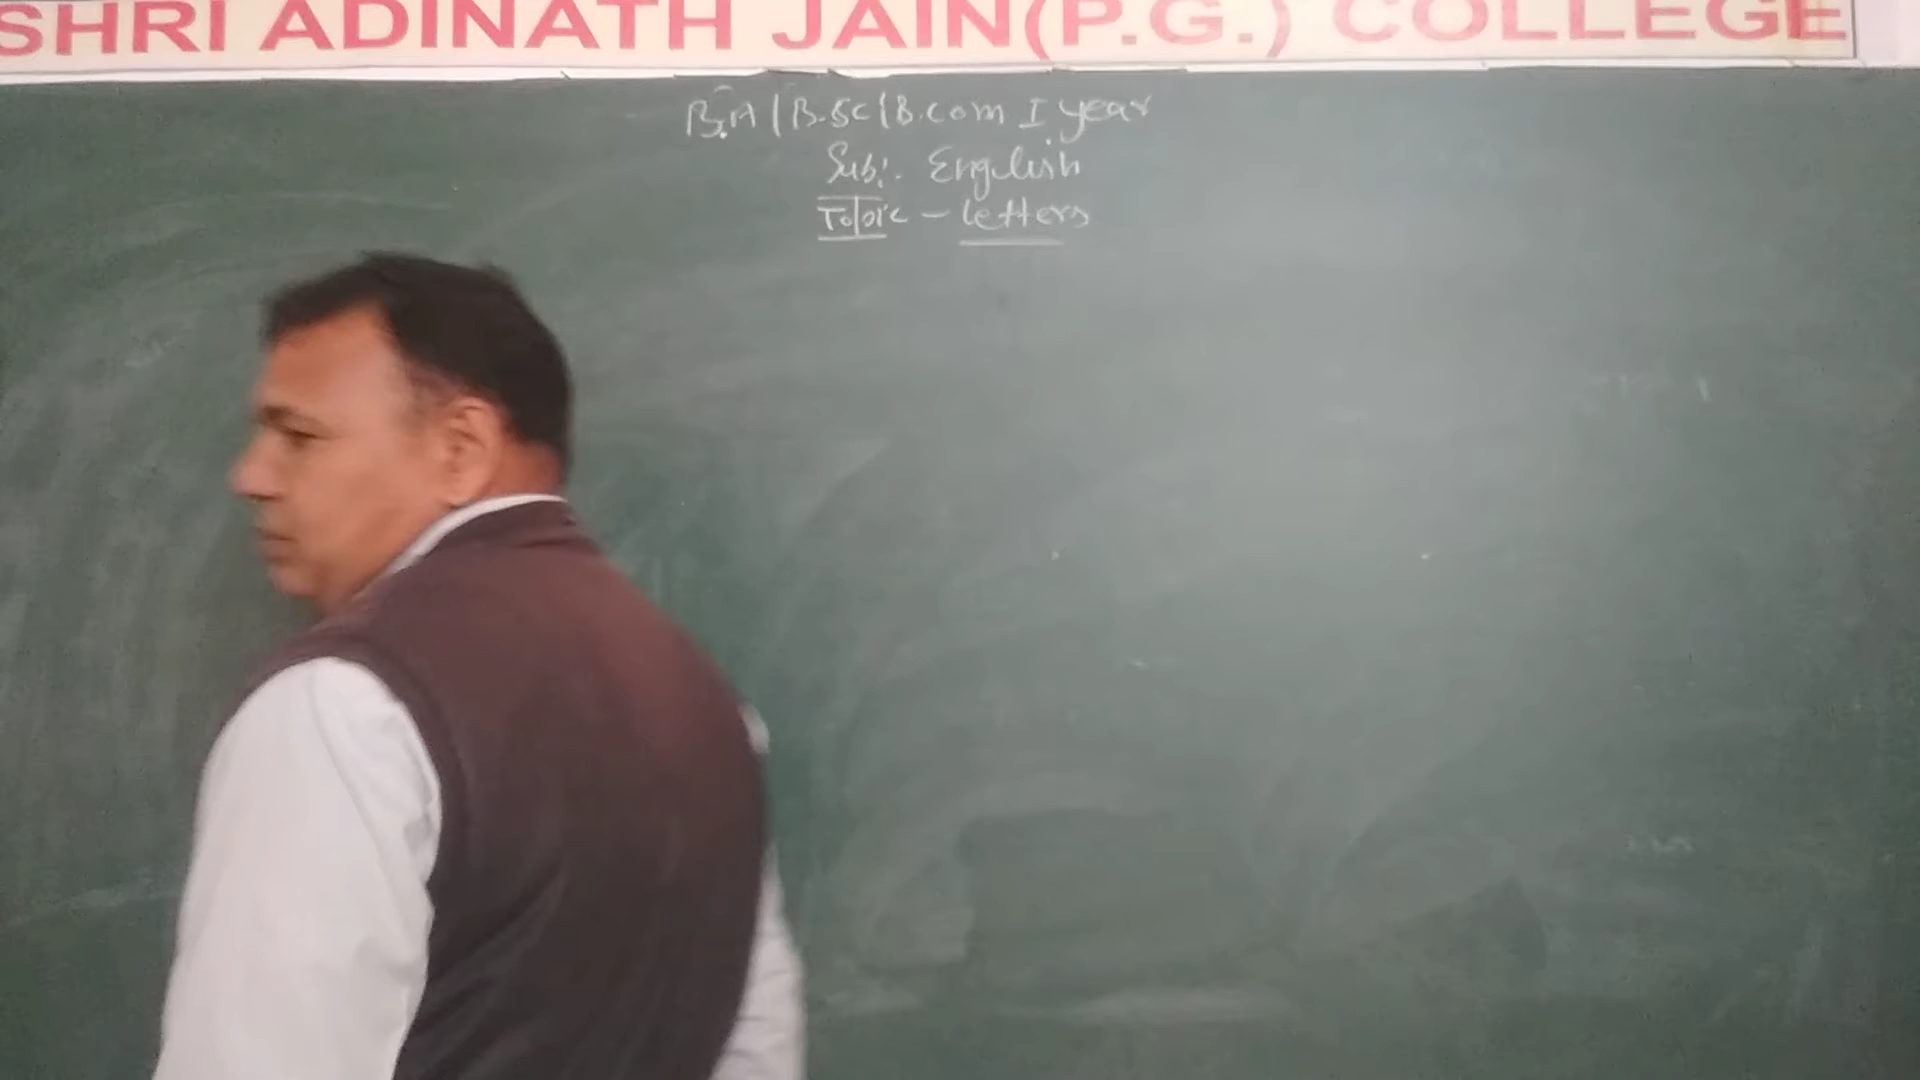 SHRI ADINATH JAIN(P.G.) COLLEGE
B.A | B.Sc | B.com I year
Sub:- English
Topic - Letters